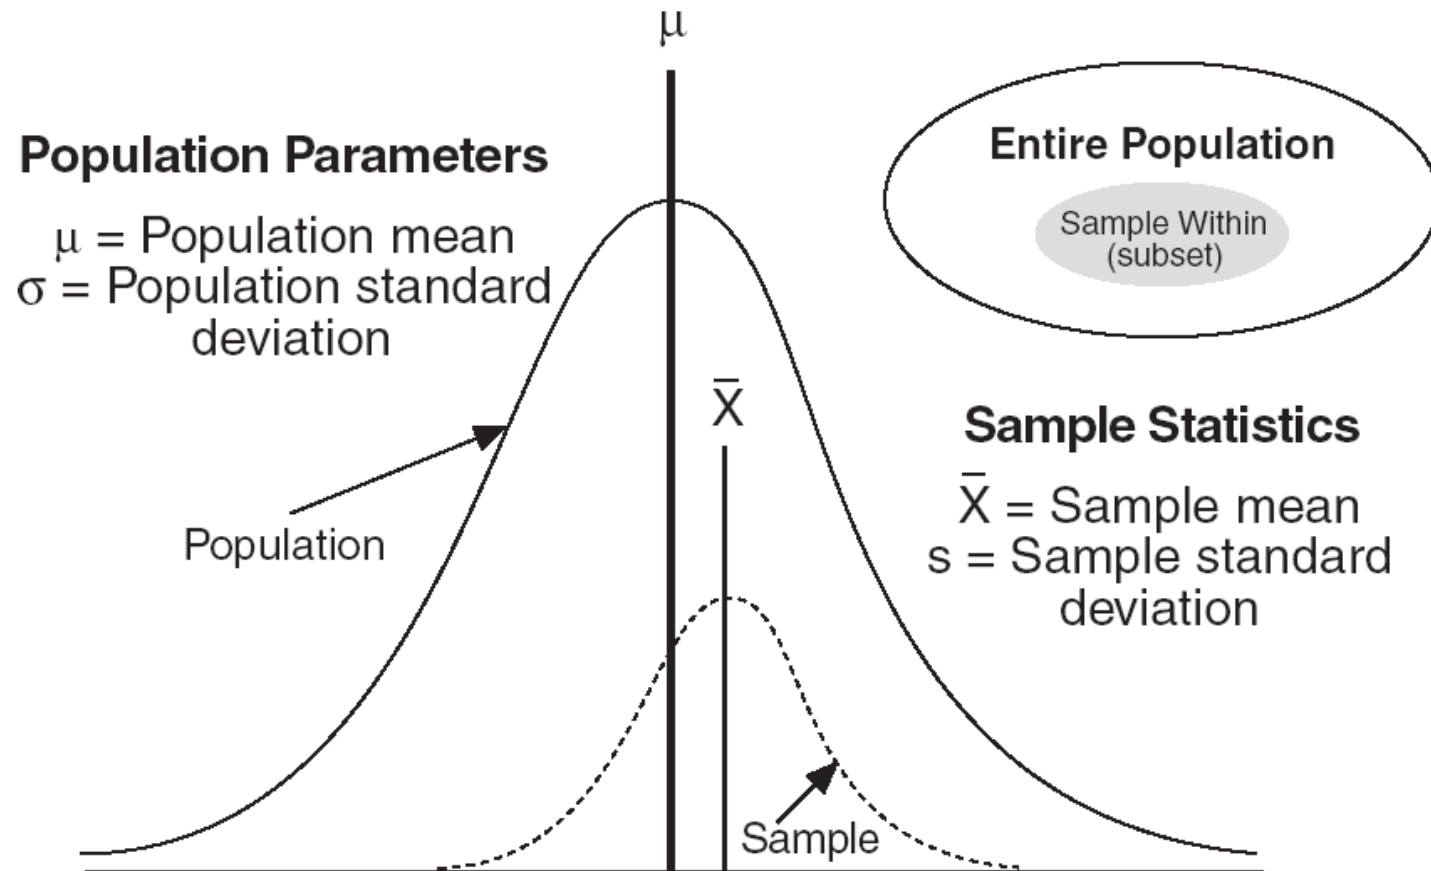 μ
Population Parameters
μ = Population mean
σ = Population standard
deviation
Population
Entire Population
Sample Within
(subset)
X̄
Sample Statistics
X̄ = Sample mean
s = Sample standard
deviation
Sample